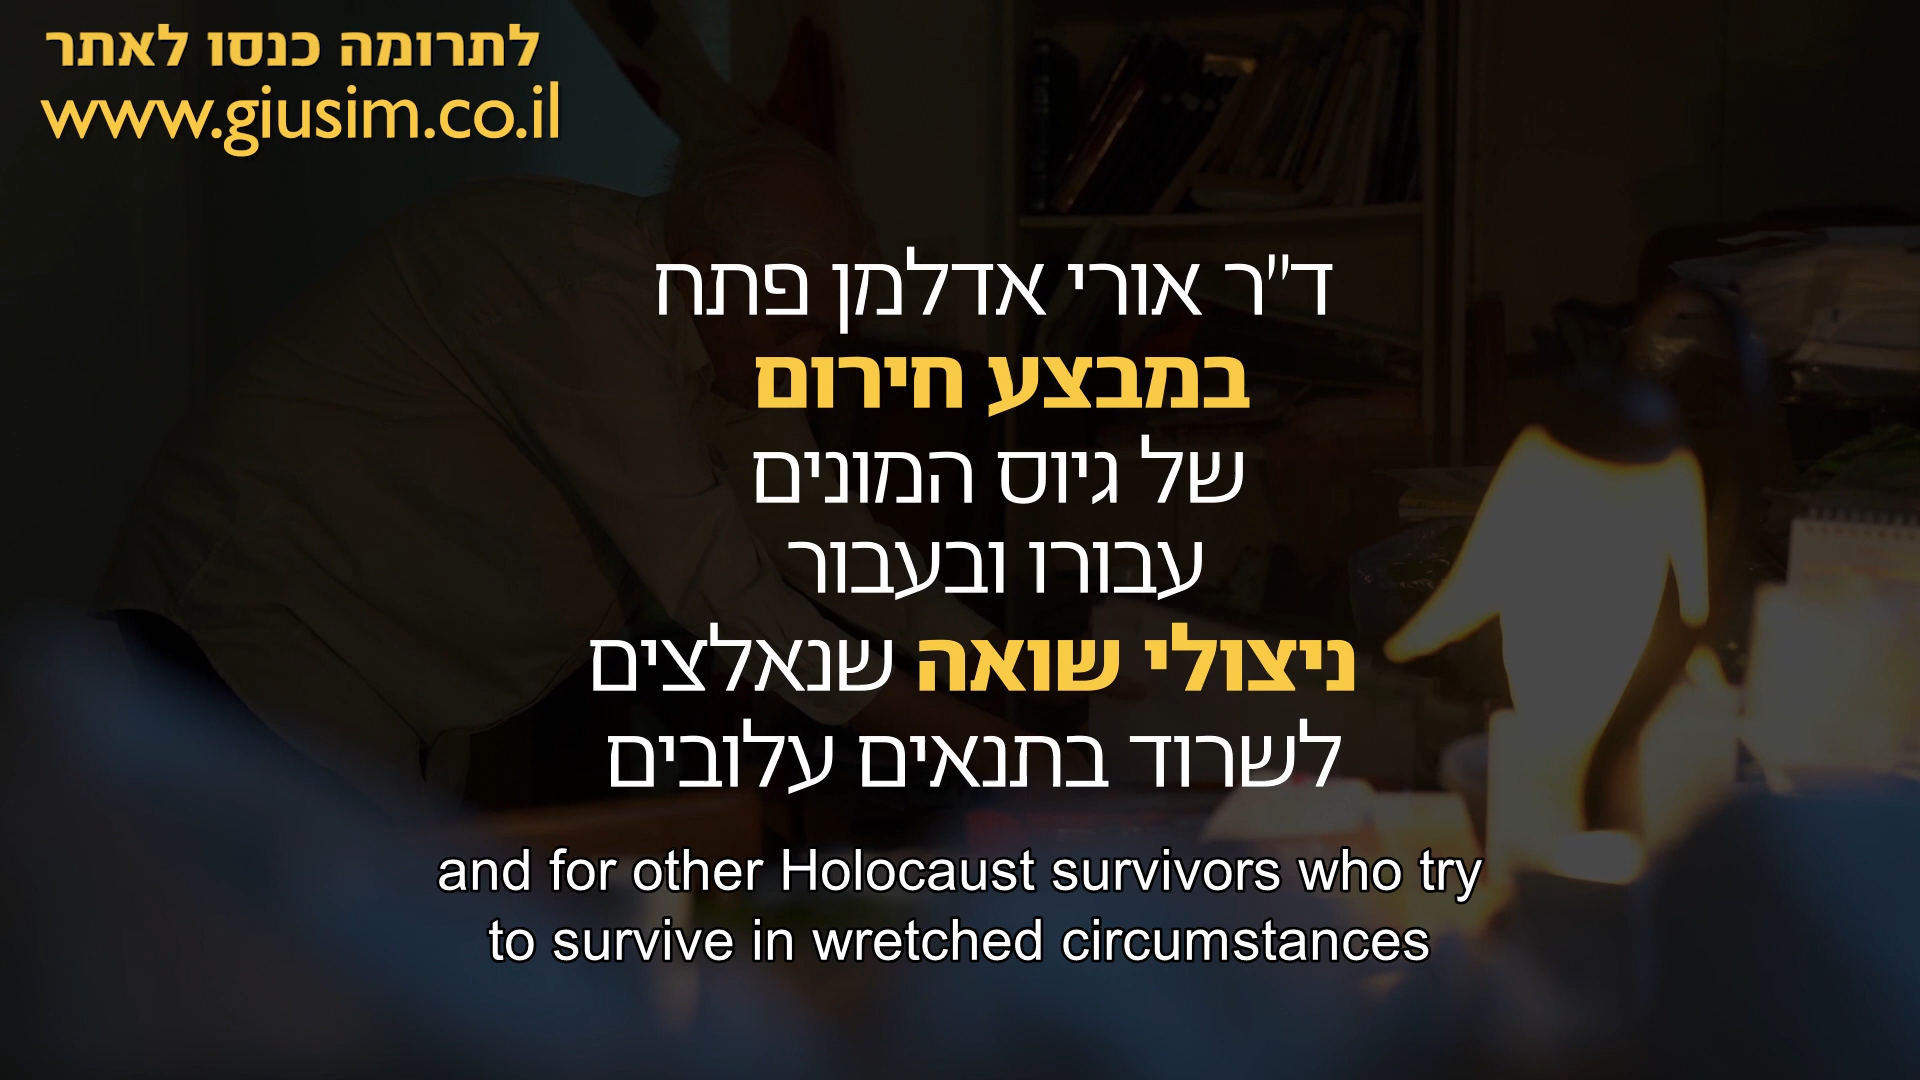 לתרומה כנסו לאתר
www.giusim.co.il
ד"ר אורי אדלמן פתח
במבצע חירום
של גיוס המונים
עבורו ובעבור
ניצולי שואה שנאלצים
לשרוד בתנאים עלובים
and for other Holocaust survivors who try
to survive in wretched circumstances